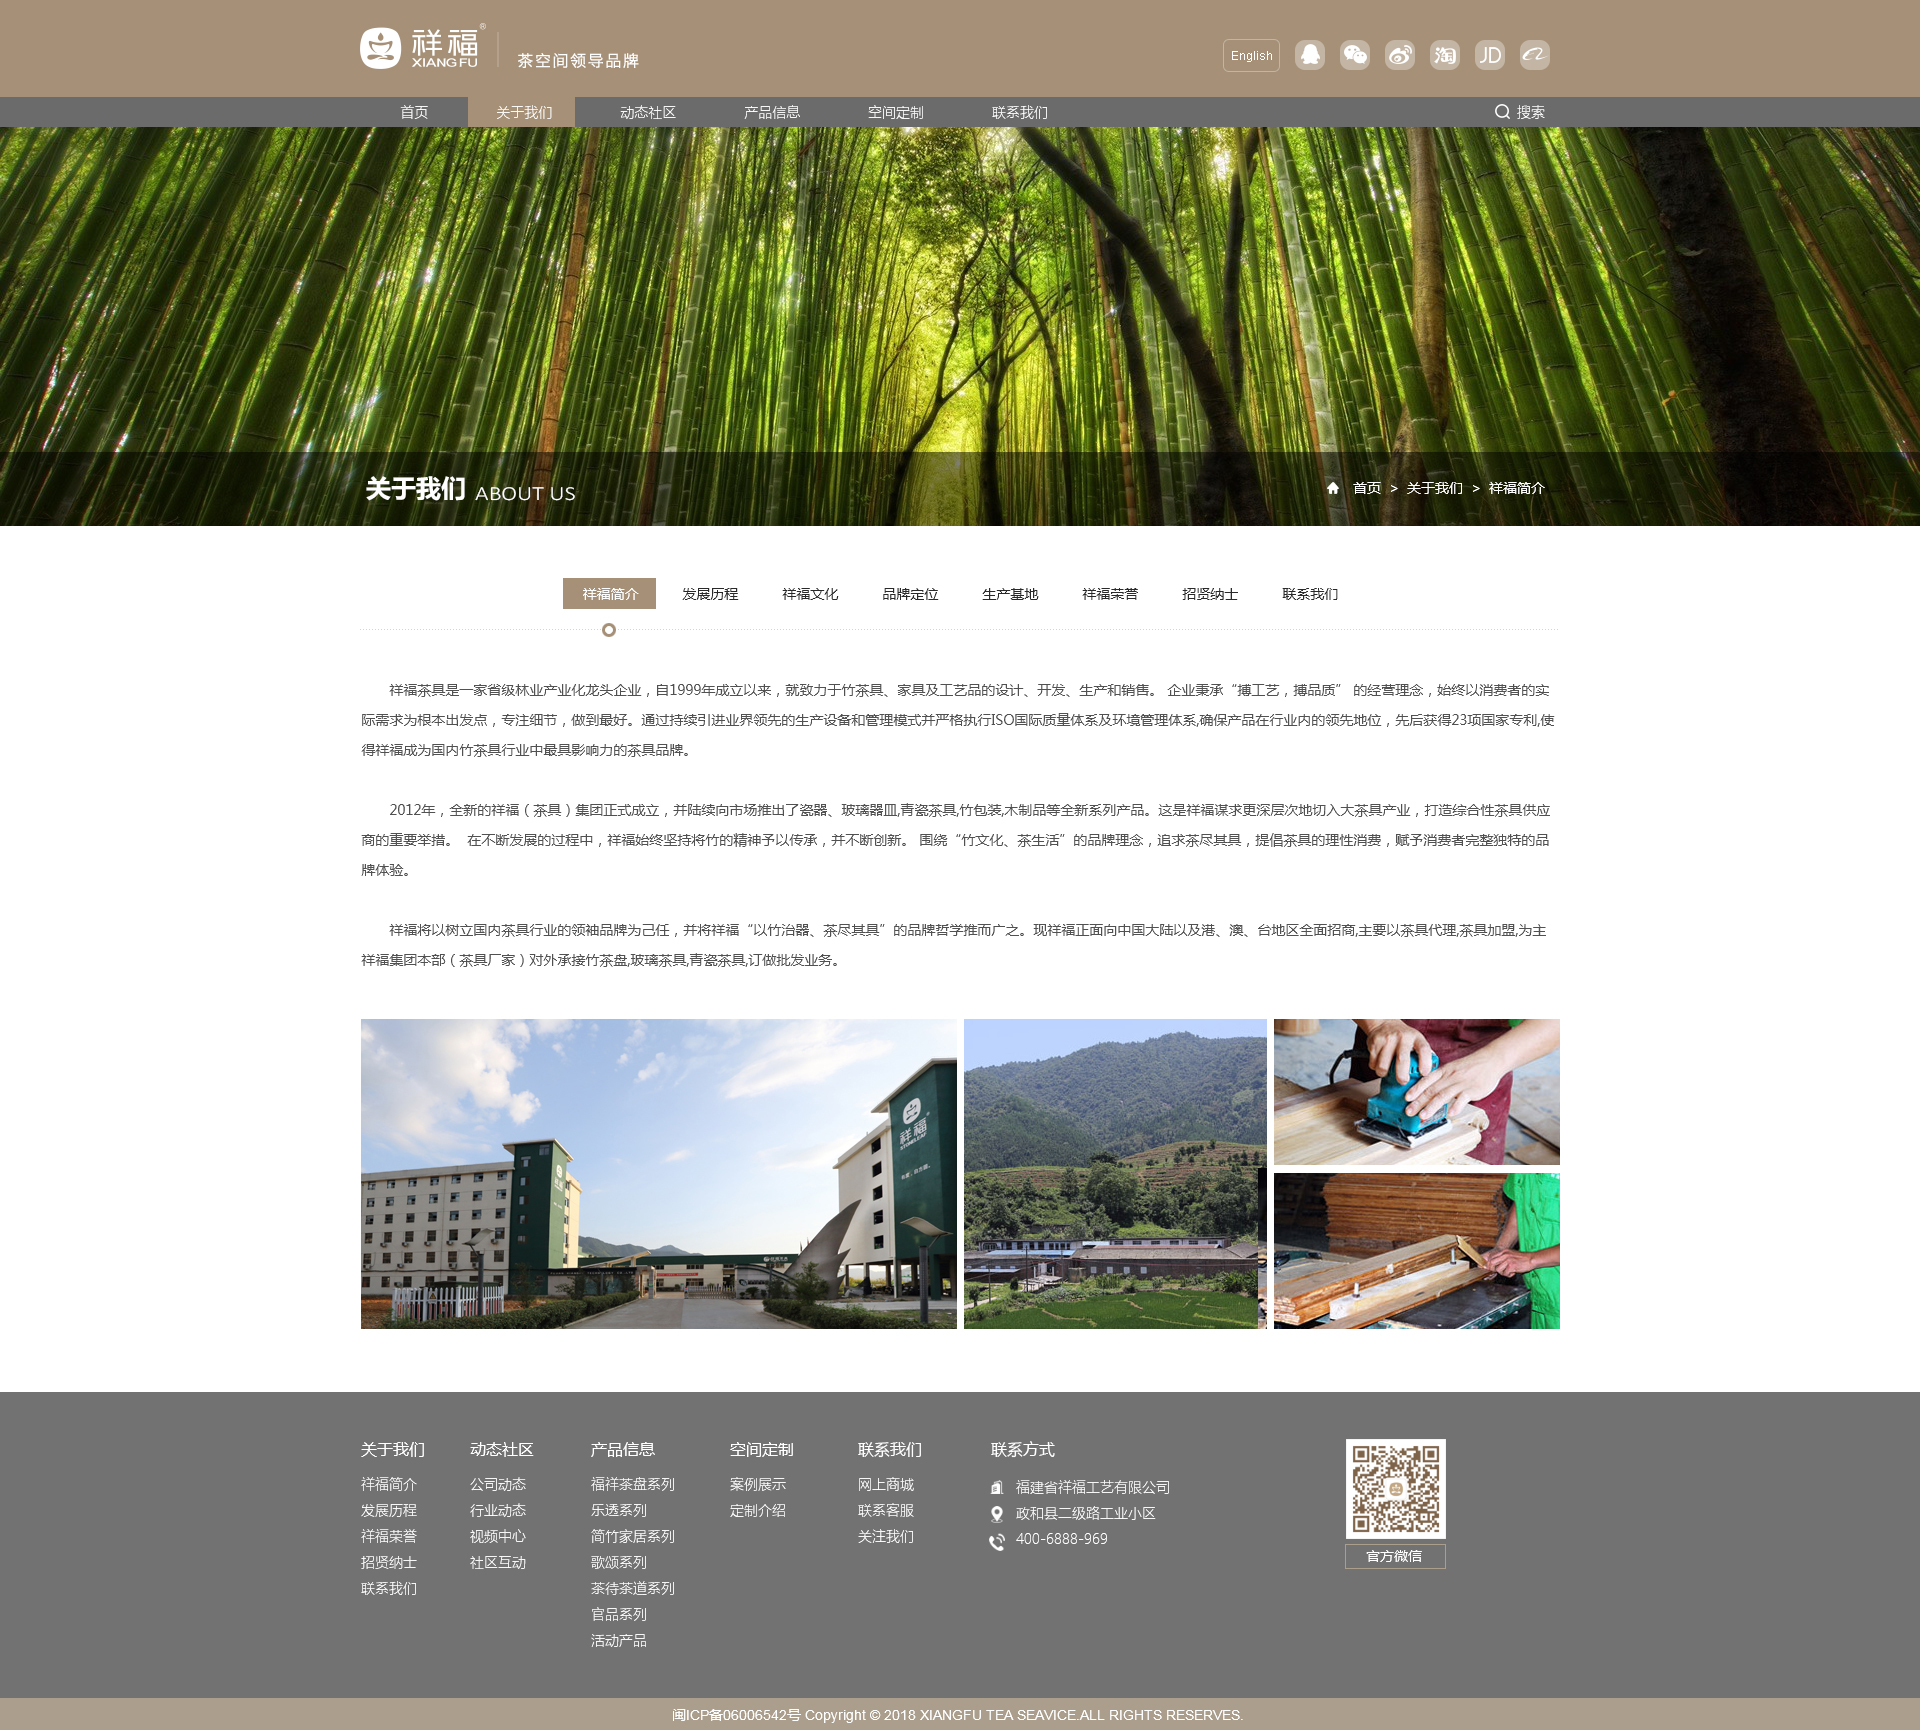 祥福®
XIANG FU
茶空间领导品牌
English
淘
JD
首页 关于我们 动态社区 产品信息 空间定制 联系我们 搜索
关于我们 ABOUT US
首页 > 关于我们 > 祥福简介
祥福简介 发展历程 祥福文化 品牌定位 生产基地 祥福荣誉 招贤纳士 联系我们
祥福茶具是一家省级林业产业化龙头企业，自1999年成立以来，就致力于竹茶具、家具及工艺品的设计、开发、生产和销售。 企业秉承“搏工艺，搏品质” 的经营理念，始终以消费者的实
际需求为根本出发点，专注细节，做到最好。通过持续引进业界领先的生产设备和管理模式并严格执行ISO国际质量体系及环境管理体系,确保产品在行业内的领先地位，先后获得23项国家专利,使
得祥福成为国内竹茶具行业中最具影响力的茶具品牌。
2012年，全新的祥福（茶具）集团正式成立，并陆续向市场推出了瓷器、玻璃器皿,青瓷茶具,竹包装,木制品等全新系列产品。这是祥福谋求更深层次地切入大茶具产业，打造综合性茶具供应
商的重要举措。 在不断发展的过程中，祥福始终坚持将竹的精神予以传承，并不断创新。 围绕“竹文化、茶生活”的品牌理念，追求茶尽其具，提倡茶具的理性消费，赋予消费者完整独特的品
牌体验。
祥福将以树立国内茶具行业的领袖品牌为己任，并将祥福“以竹治器、茶尽其具”的品牌哲学推而广之。现祥福正面向中国大陆以及港、澳、台地区全面招商,主要以茶具代理,茶具加盟,为主
祥福集团本部（茶具厂家）对外承接竹茶盘,玻璃茶具,青瓷茶具,订做批发业务。
祥福
关于我们 动态社区 产品信息 空间定制 联系我们 联系方式
祥福简介 公司动态 福祥茶盘系列 案例展示 网上商城 福建省祥福工艺有限公司
发展历程 行业动态 乐透系列 定制介绍 联系客服 政和县二级路工业小区
祥福荣誉 视频中心 简竹家居系列 关注我们 400-6888-969
招贤纳士 社区互动 歌颂系列 官方微信
联系我们 茶待茶道系列
官品系列
活动产品
闽ICP备06006542号 Copyright © 2018 XIANGFU TEA SEAVICE.ALL RIGHTS RESERVES.